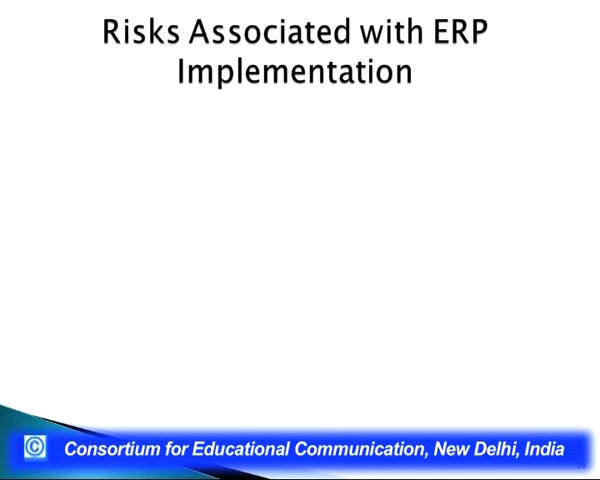 Risks Associated with ERP
Implementation
© Consortium for Educational Communication, New Delhi, India